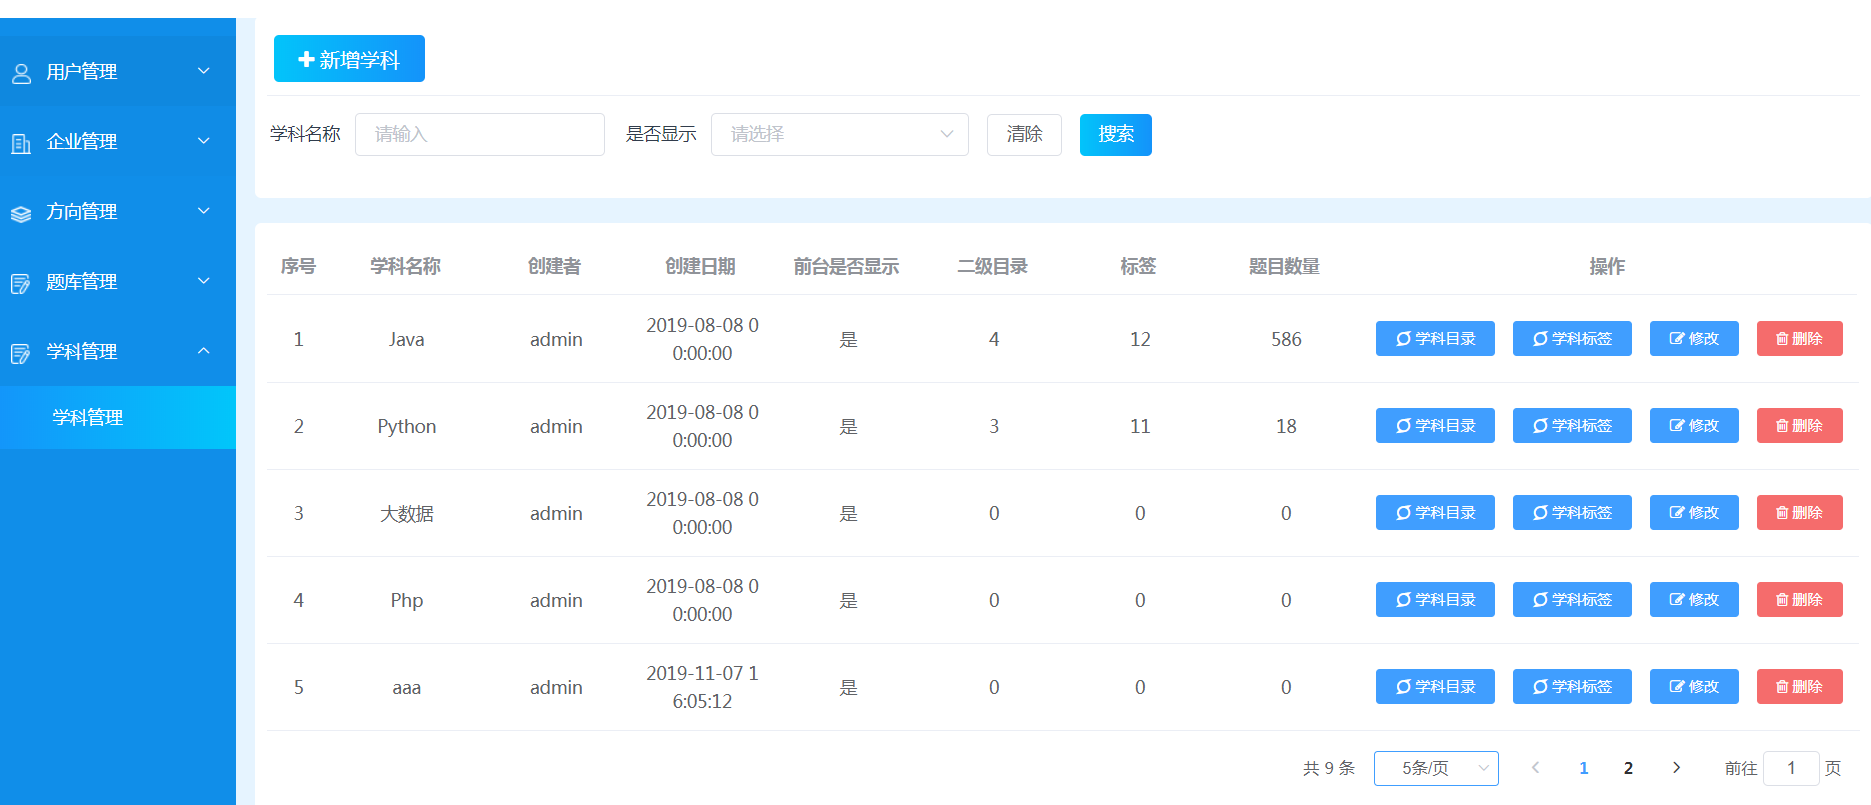 用户管理
企业管理
方向管理
题库管理
学科管理
学科管理
新增学科
学科名称 请输入 是否显示 请选择 清除 搜索
序号 学科名称 创建者 创建日期 前台是否显示 二级目录 标签 题目数量 操作
1 Java admin 2019-08-08 0 是 4 12 586 学科目录 学科标签 修改 删除
0:00:00
2 Python admin 2019-08-08 0 是 3 11 18 学科目录 学科标签 修改 删除
0:00:00
3 大数据 admin 2019-08-08 0 是 0 0 0 学科目录 学科标签 修改 删除
0:00:00
4 Php admin 2019-08-08 0 是 0 0 0 学科目录 学科标签 修改 删除
0:00:00
5 aaa admin 2019-11-07 1 是 0 0 0 学科目录 学科标签 修改 删除
6:05:12
共 9 条 5条/页 1 2 前往 1 页